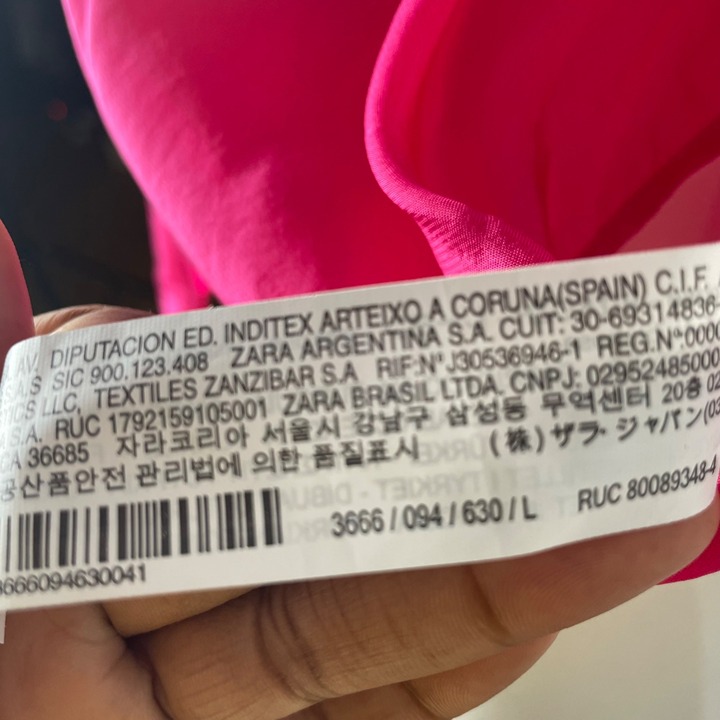 AV. DIPUTACION ED. INDITEX ARTEIXO A CORUNA(SPAIN) C.I.F.
S.A.S SIC 900.123.408 ZARA ARGENTINA S.A. CUIT: 30-69314836-
LLC, TEXTILES ZANZIBAR S.A RIF:Nº J30536946-1 REG.N
S.A. RUC 1792159105001 ZARA BRASIL LTDA. CNPJ: 02952485000
GA 36685 자라코리아 서울시 강남구 삼성동 무역센터 20층
공산품안전 관리법에 의한 품질표시 (株) ザラ・ジャパン
3666 / 094 / 630 / L RUC 80089348-4
3666094630041